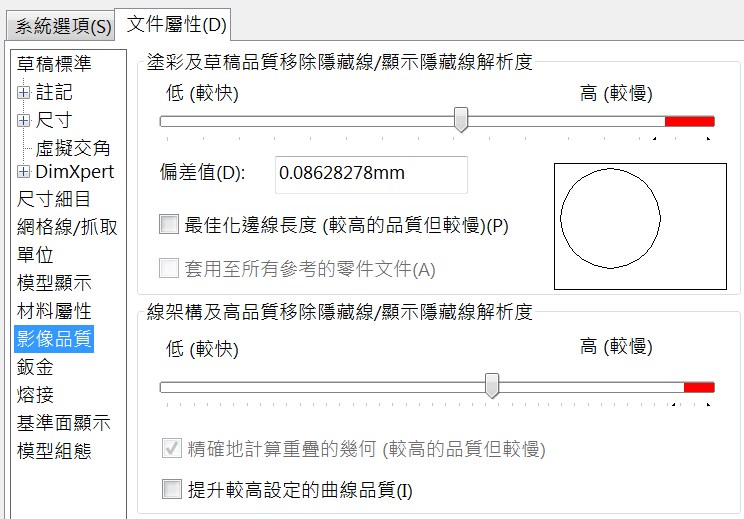 系統選項(S) 文件屬性(D)
草稿標準
註記
尺寸
虛擬交角
DimXpert
尺寸細目
網格線/抓取
單位
模型顯示
材料屬性
影像品質
鈑金
熔接
基準面顯示
模型組態
塗彩及草稿品質移除隱藏線/顯示隱藏線解析度
低 (較快) 高 (較慢)
偏差值(D): 0.08628278mm
最佳化邊線長度 (較高的品質但較慢)(P)
套用至所有參考的零件文件(A)
線架構及高品質移除隱藏線/顯示隱藏線解析度
低 (較快) 高 (較慢)
精確地計算重疊的幾何 (較高的品質但較慢)
提升較高設定的曲線品質(I)